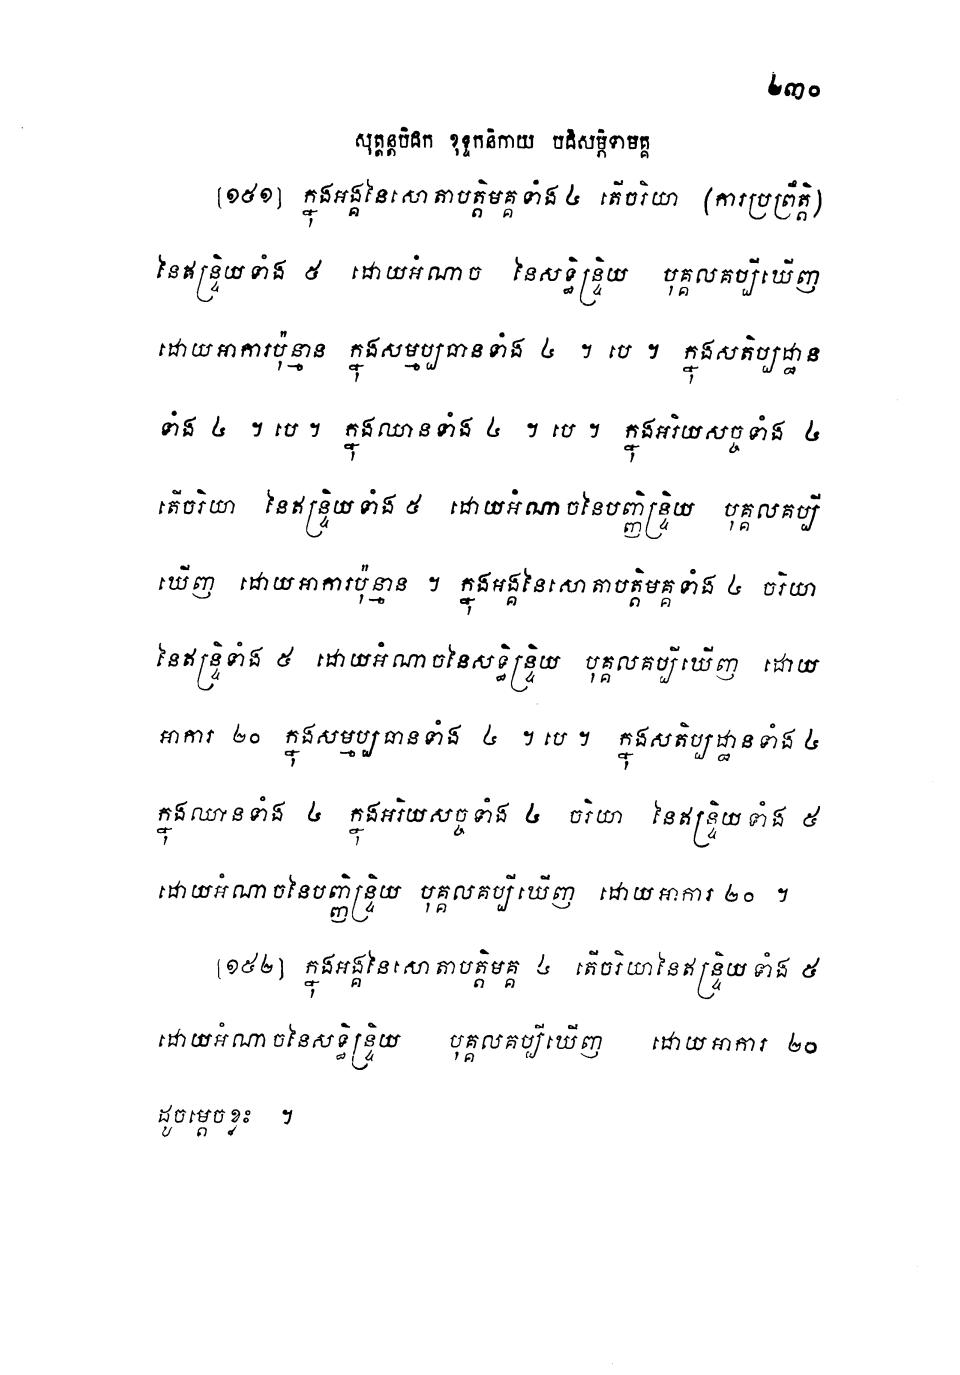 ២៣០
សុត្តន្តបិដក ខុទ្ទកនិកាយ បដិសម្ភិទាមគ្គ
[១៥១] ក្នុងអង្គនៃសោតាបត្តិមគ្គទាំង ៤ តើចរិយា (ការប្រព្រឹត្តិ)
នៃឥន្ទ្រិយទាំង ៥ ដោយអំណាច នៃសទ្ធិន្ទ្រិយ បុគ្គលគប្បីឃើញ
ដោយអាការប៉ុន្មាន ក្នុងសម្មប្បធានទាំង ៤ ។ បេ ។ ក្នុងសតិប្បដ្ឋាន
ទាំង ៤ ។ បេ ។ ក្នុងឈានទាំង ៤ ។ បេ ។ ក្នុងអរិយសច្ចទាំង ៤
តើចរិយា នៃឥន្ទ្រិយទាំង ៥ ដោយអំណាចនៃបញ្ញិន្ទ្រិយ បុគ្គលគប្បី
ឃើញ ដោយអាការប៉ុន្មាន ។ ក្នុងអង្គនៃសោតាបត្តិមគ្គទាំង ៤ ចរិយា
នៃឥន្ទ្រិទាំង ៥ ដោយអំណាចនៃសទ្ធិន្ទ្រិយ បុគ្គលគប្បីឃើញ ដោយ
អាការ ២០ ក្នុងសម្មប្បធានទាំង ៤ ។ បេ ។ ក្នុងសតិប្បដ្ឋានទាំង ៤
ក្នុងឈានទាំង ៤ ក្នុងអរិយសច្ចទាំង ៤ ចរិយា នៃឥន្ទ្រិយទាំង ៥
ដោយអំណាចនៃបញ្ញិន្ទ្រិយ បុគ្គលគប្បីឃើញ ដោយអាការ ២០ ។
[១៥២] ក្នុងអង្គនៃសោតាបត្តិមគ្គ ៤ តើចរិយានៃឥន្ទ្រិយទាំង ៥
ដោយអំណាចនៃសទ្ធិន្ទ្រិយ បុគ្គលគប្បីឃើញ ដោយអាការ ២០
ដូចម្តេចខ្លះ ។